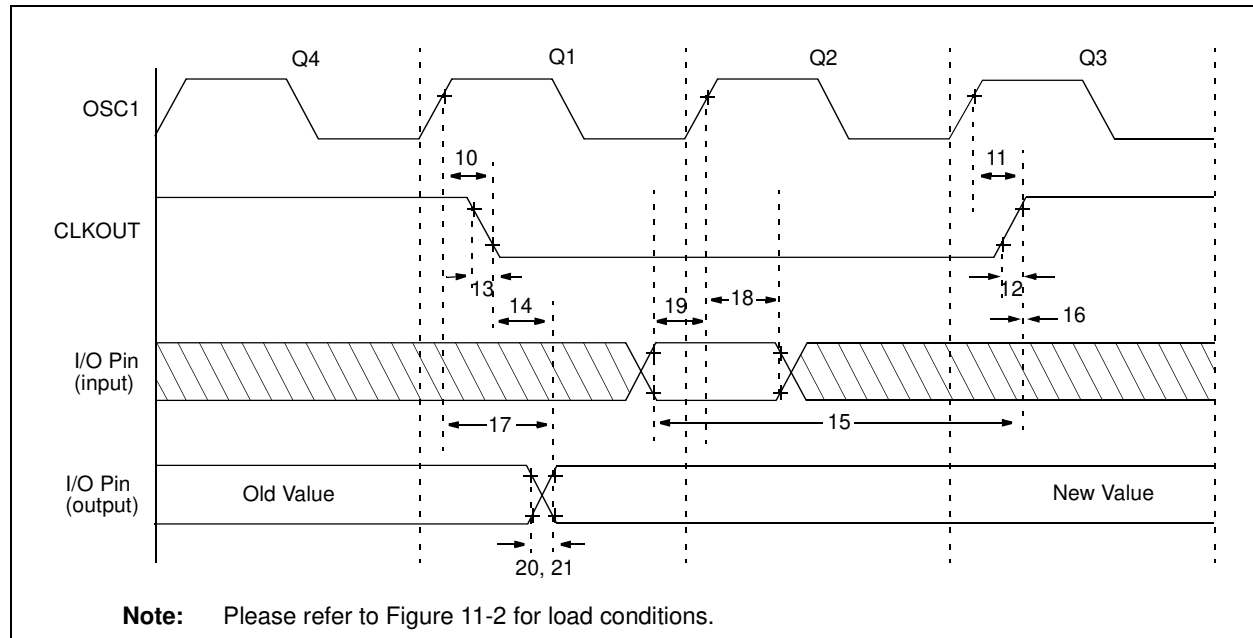 Q4 Q1 Q2 Q3
OSC1
10 11
CLKOUT
13 12
14 19 18 16
I/O Pin
(input)
17 15
I/O Pin
(output)
Old Value New Value
20, 21
Note: Please refer to Figure 11-2 for load conditions.